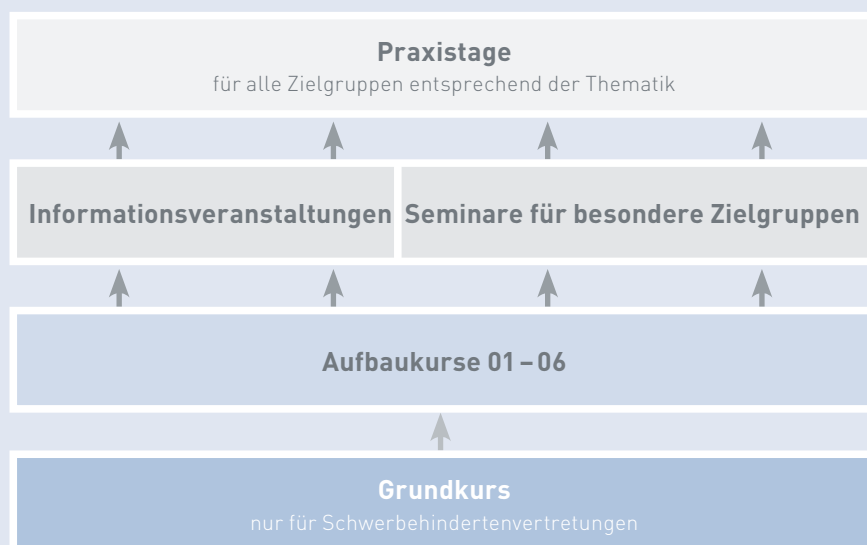 Praxistage
für alle Zielgruppen entsprechend der Thematik
Informationsveranstaltungen
Seminare für besondere Zielgruppen
Aufbaukurse 01 – 06
Grundkurs
nur für Schwerbehindertenvertretungen